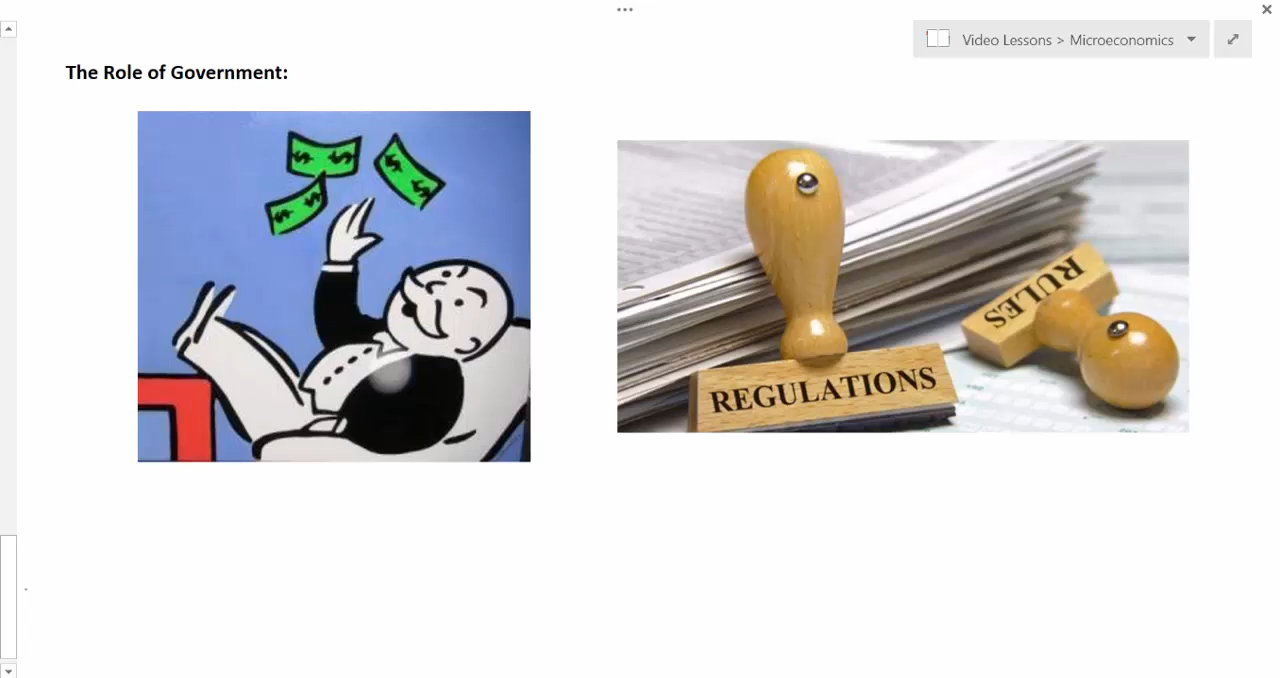 Video Lessons > Microeconomics
The Role of Government:
$ $
$ $
$ $
REGULATIONS
RULES